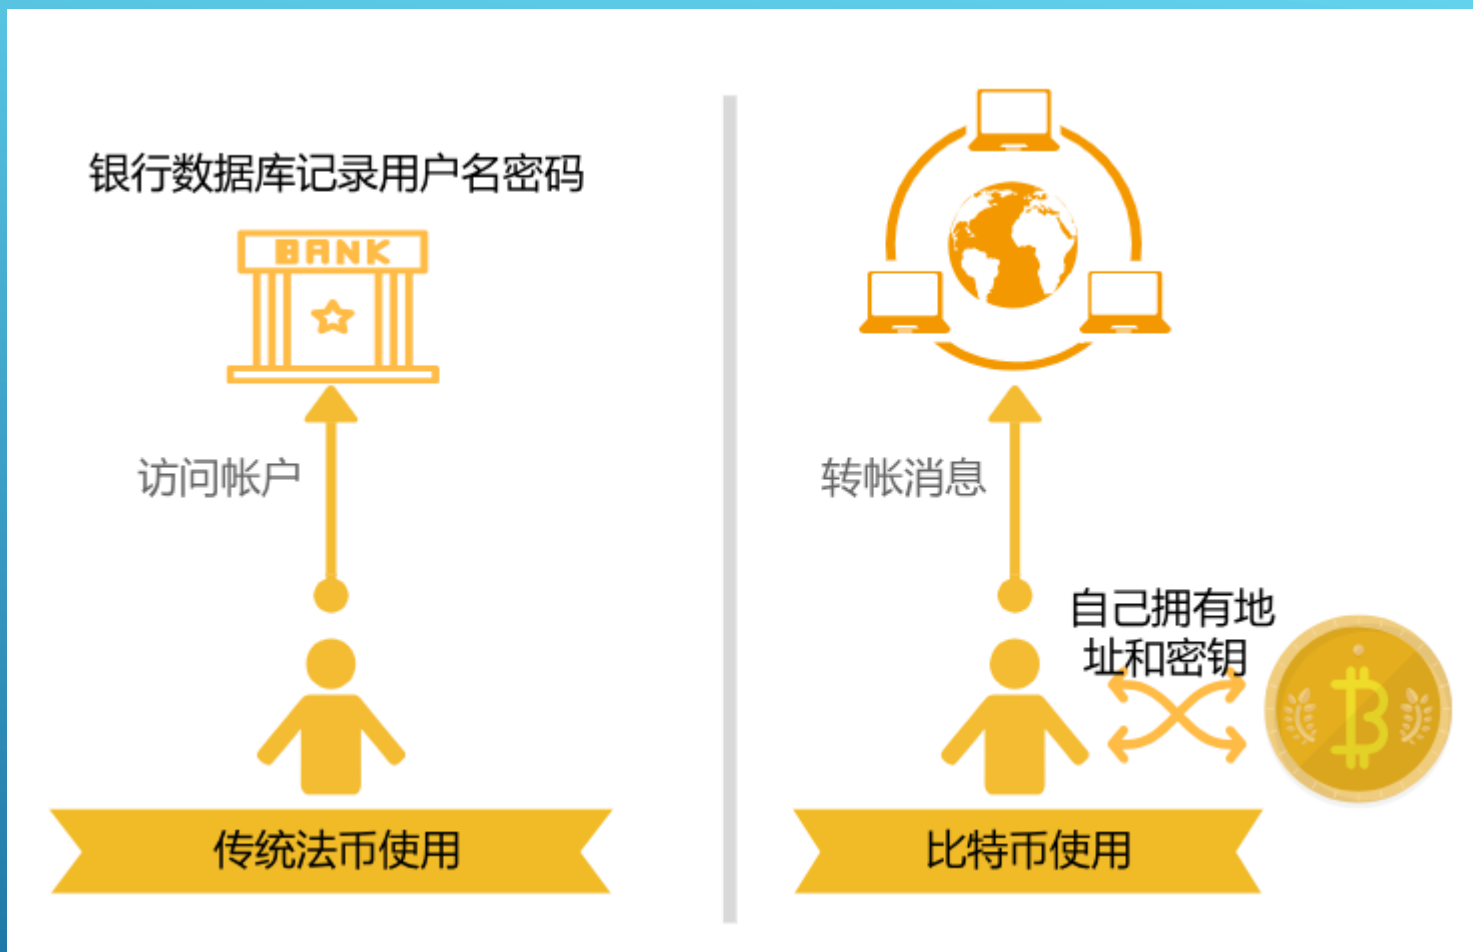 银行数据库记录用户名密码
BANK
访问帐户
传统法币使用
转帐消息
自己拥有地
址和密钥
比特币使用